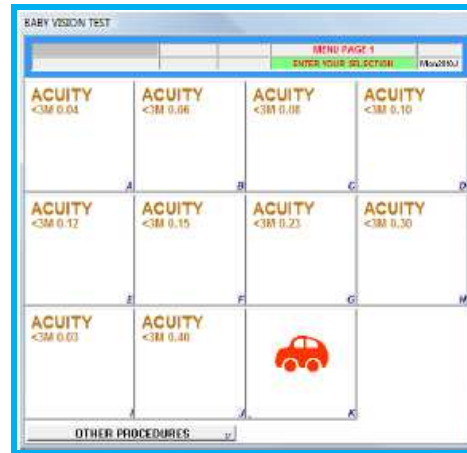 BABY VISION TEST
MENU PAGE 1
ENTER YOUR SELECTION
ACUITY ACUITY ACUITY ACUITY
<3M 0.04 <3M 0.06 <3M 0.08 <3M 0.10
A B C D
ACUITY ACUITY ACUITY ACUITY
<3M 0.12 <3M 0.15 <3M 0.23 <3M 0.30
E F G H
ACUITY ACUITY
<3M 0.03 <3M 0.40
I J K
OTHER PROCEDURES